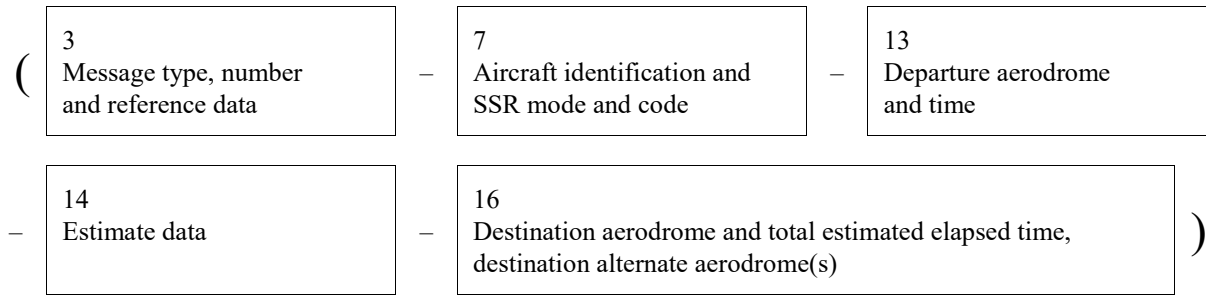 (
3
Message type, number
and reference data
–
7
Aircraft identification and
SSR mode and code
–
13
Departure aerodrome
and time
–
14
Estimate data
–
16
Destination aerodrome and total estimated elapsed time,
destination alternate aerodrome(s)
)